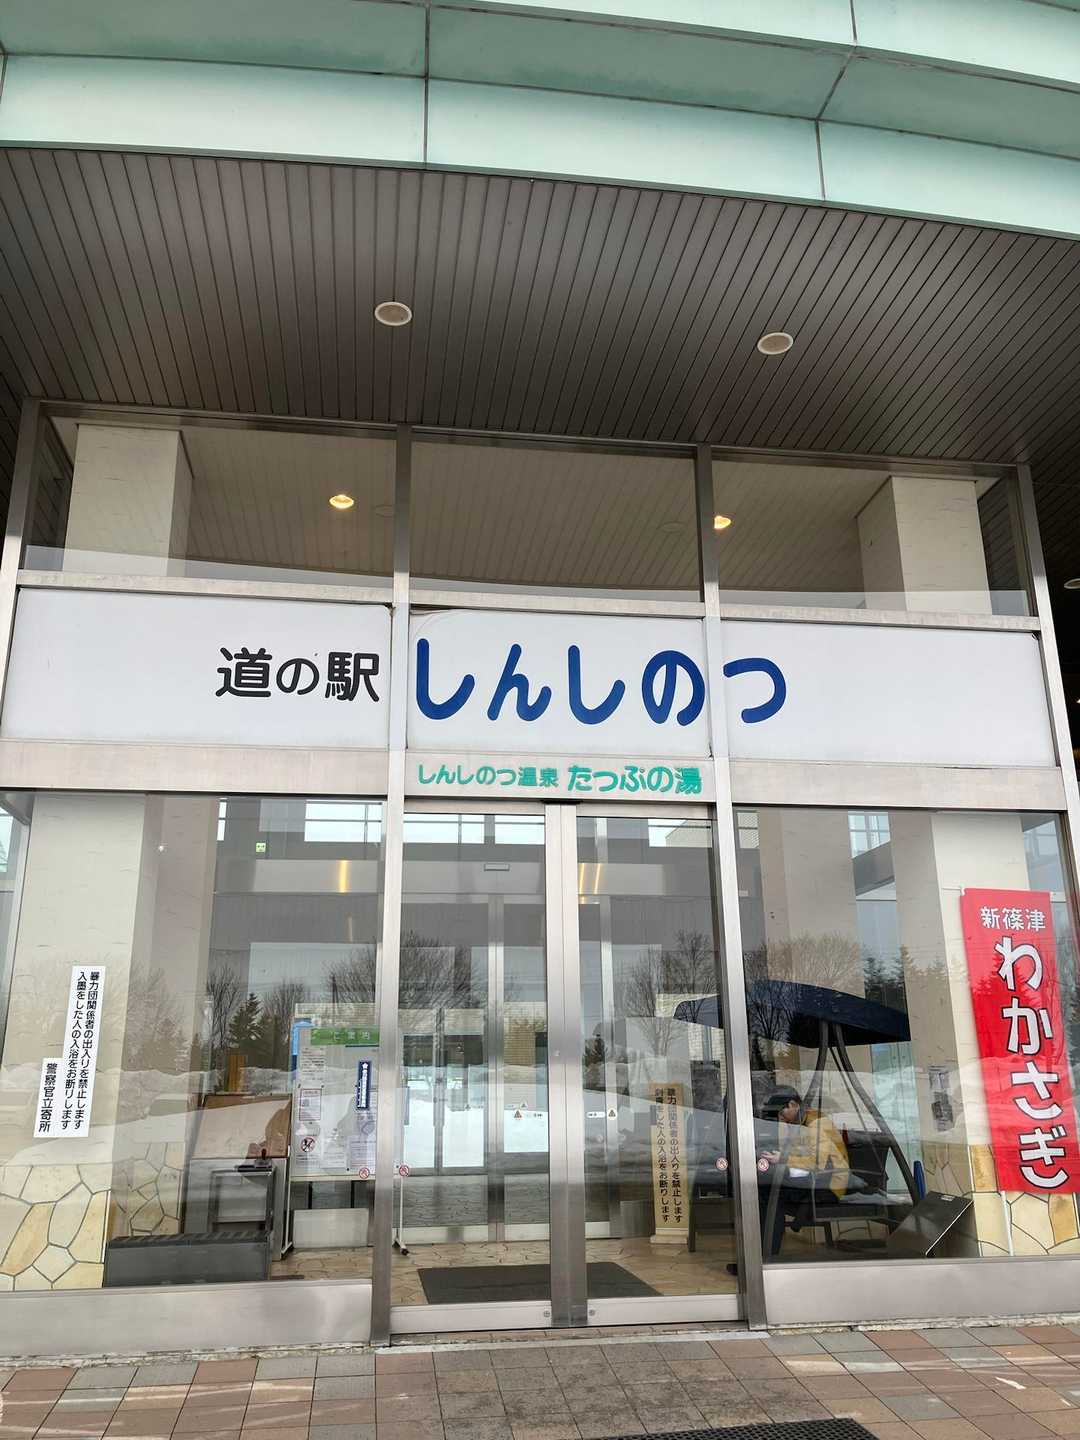 道の駅 しんしのつ
しんしのつ温泉 たっぷの湯
新篠津
わかさぎ
暴力団関係者の出入りを禁止します
入墨をした人の入浴をお断りします
警察官立寄所
ご案内
暴力団関係者の出入りを禁止します
刺青をした人の入浴をお断りします